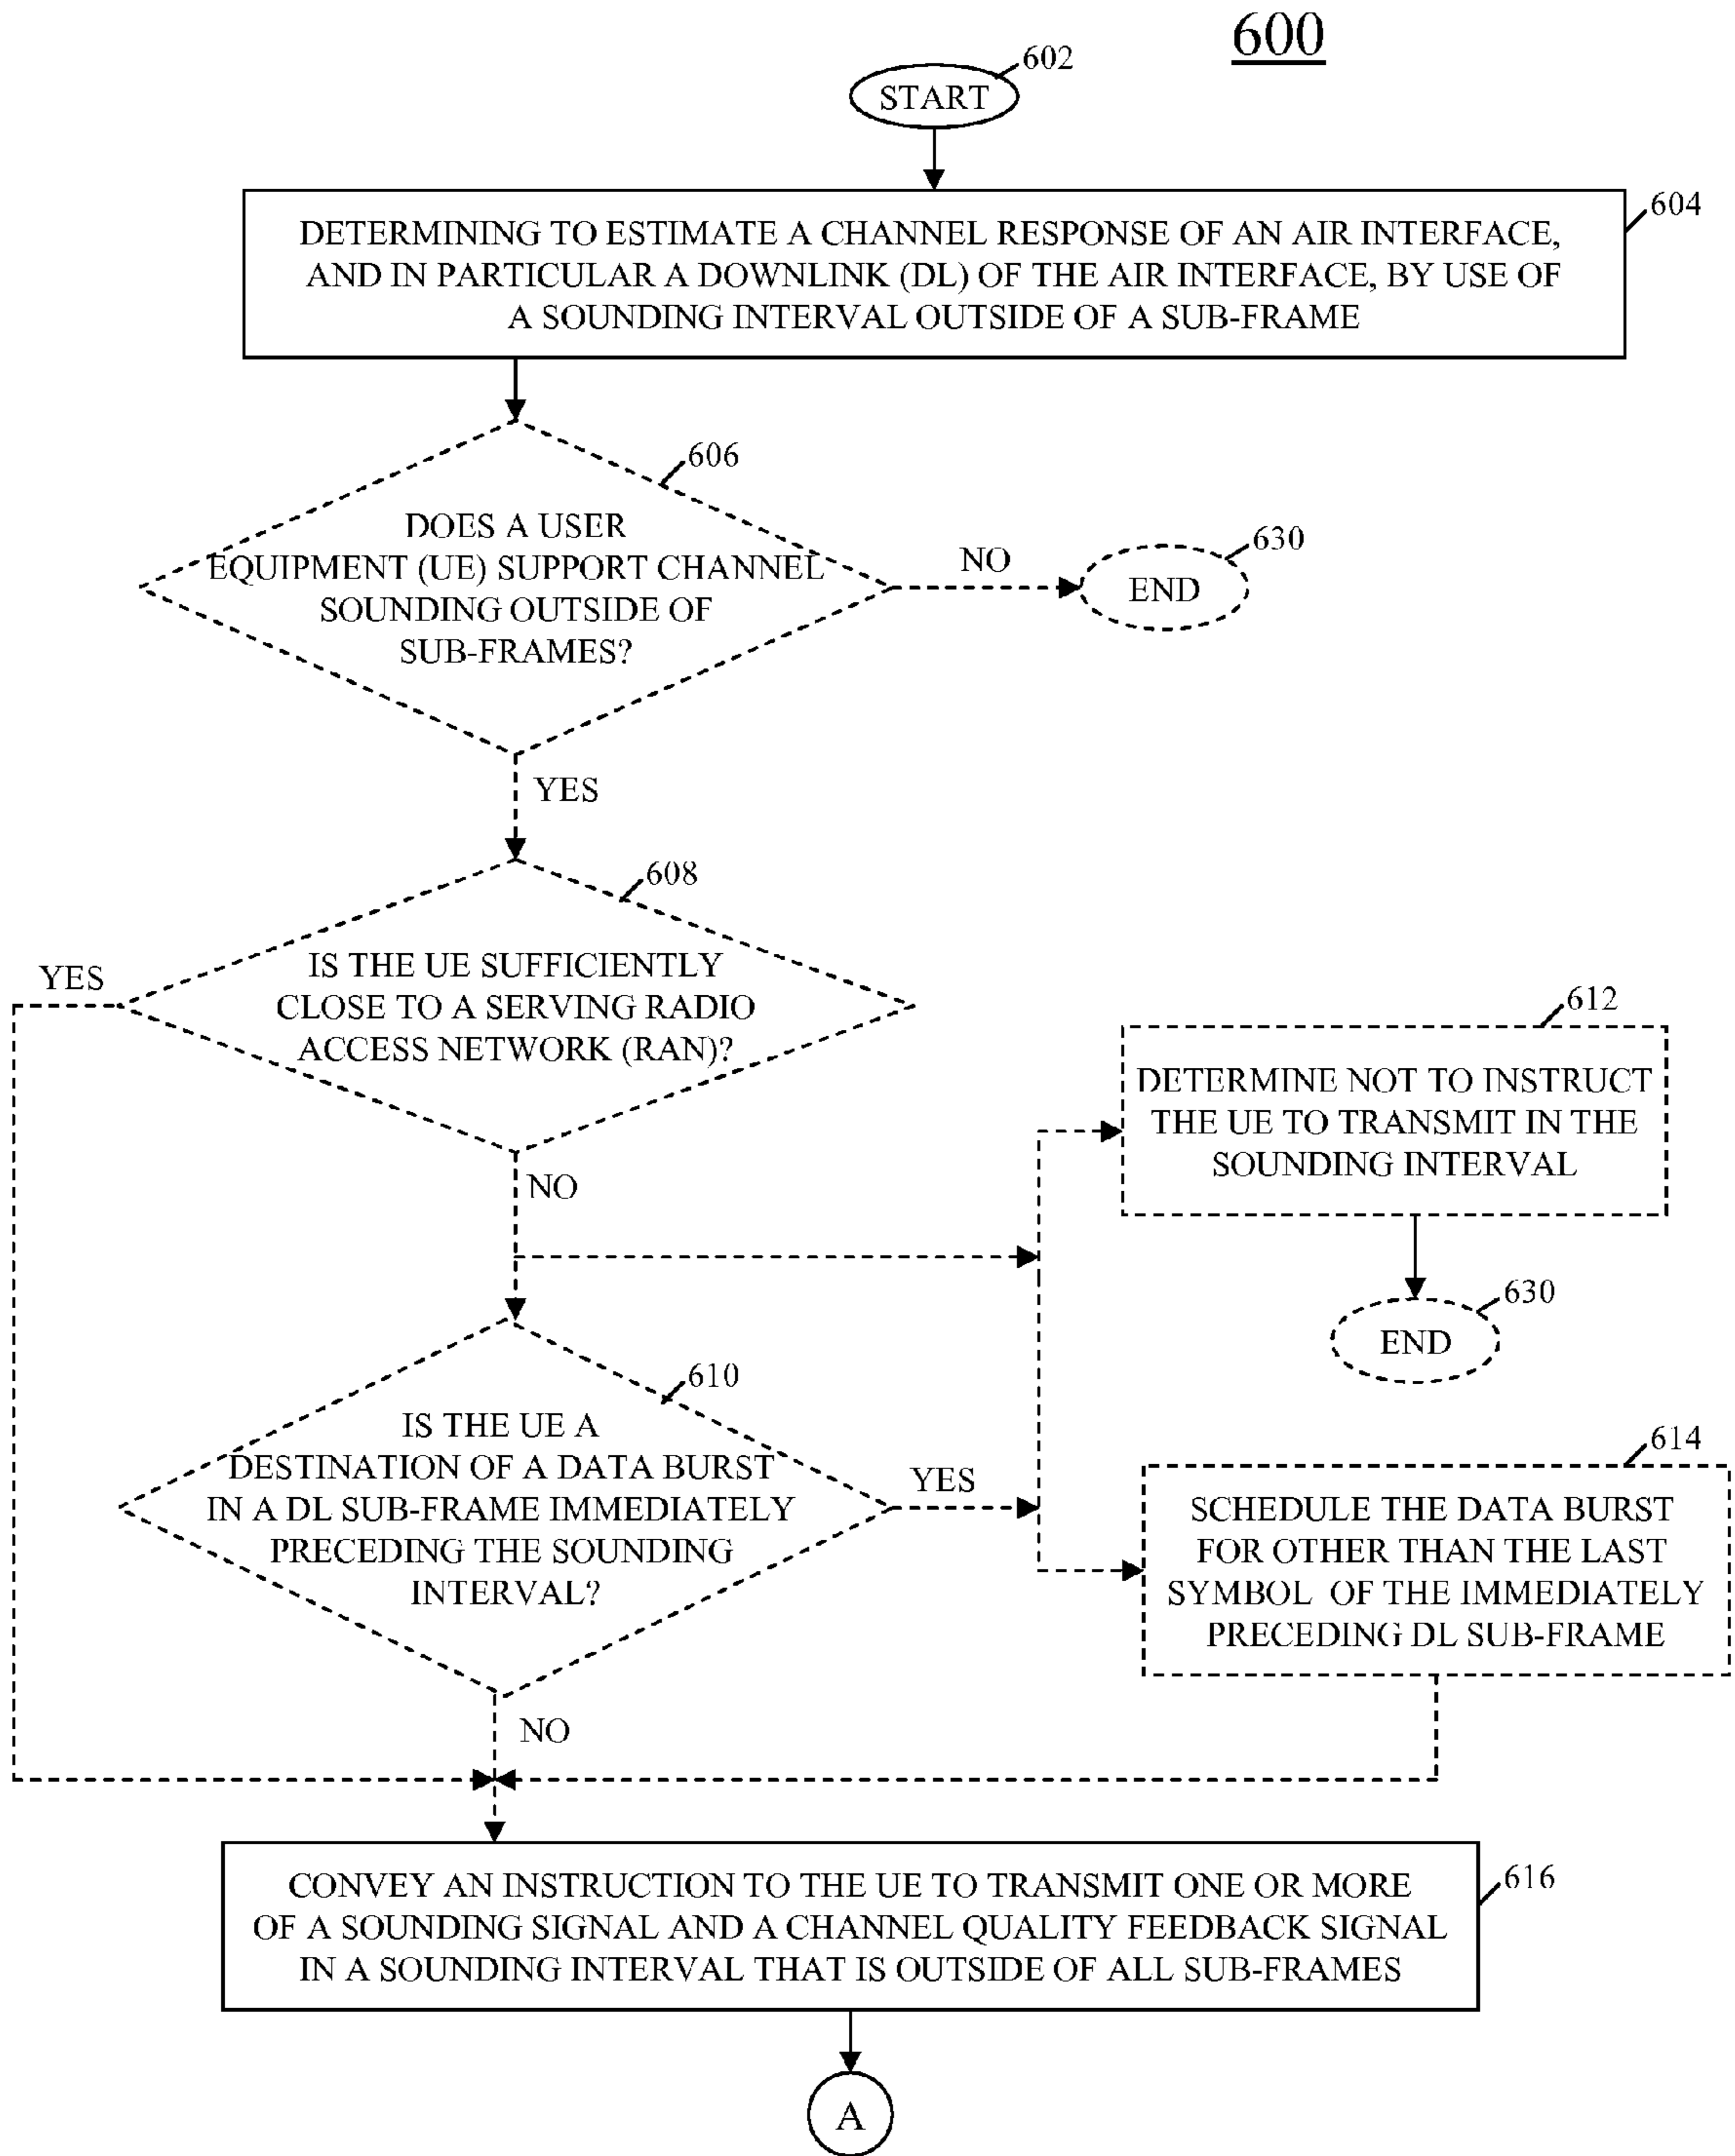 600
602
START
604
DETERMINING TO ESTIMATE A CHANNEL RESPONSE OF AN AIR INTERFACE,
AND IN PARTICULAR A DOWNLINK (DL) OF THE AIR INTERFACE, BY USE OF
A SOUNDING INTERVAL OUTSIDE OF A SUB-FRAME
606
DOES A USER
EQUIPMENT (UE) SUPPORT CHANNEL
SOUNDING OUTSIDE OF
SUB-FRAMES?
NO
630
END
YES
608
IS THE UE SUFFICIENTLY
CLOSE TO A SERVING RADIO
ACCESS NETWORK (RAN)?
YES
NO
612
DETERMINE NOT TO INSTRUCT
THE UE TO TRANSMIT IN THE
SOUNDING INTERVAL
630
END
610
IS THE UE A
DESTINATION OF A DATA BURST
IN A DL SUB-FRAME IMMEDIATELY
PRECEDING THE SOUNDING
INTERVAL?
YES
614
SCHEDULE THE DATA BURST
FOR OTHER THAN THE LAST
SYMBOL OF THE IMMEDIATELY
PRECEDING DL SUB-FRAME
NO
616
CONVEY AN INSTRUCTION TO THE UE TO TRANSMIT ONE OR MORE
OF A SOUNDING SIGNAL AND A CHANNEL QUALITY FEEDBACK SIGNAL
IN A SOUNDING INTERVAL THAT IS OUTSIDE OF ALL SUB-FRAMES
A